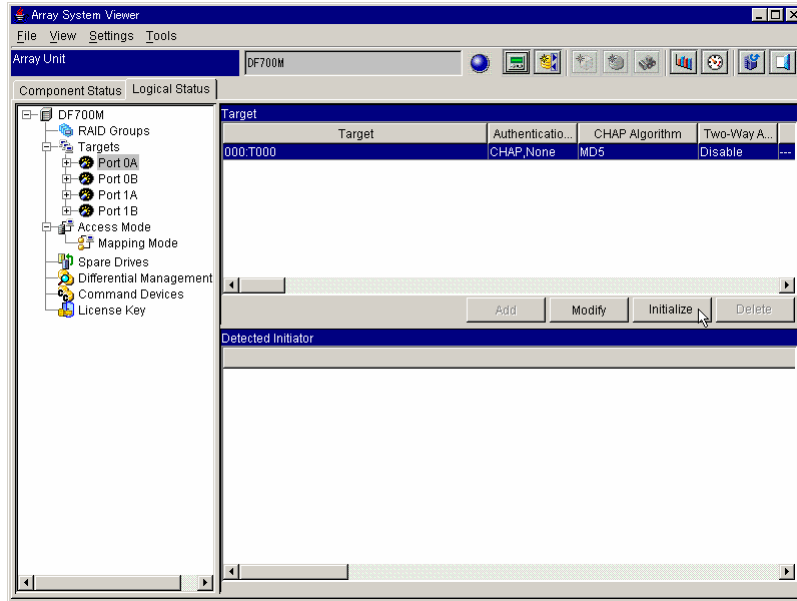 Array System Viewer
File View Settings Tools
Array Unit
DF700M
Component Status Logical Status
DF700M
RAID Groups
Targets
Port 0A
Port 0B
Port 1A
Port 1B
Access Mode
Mapping Mode
Spare Drives
Differential Management
Command Devices
License Key
Target
Target Authenticatio... CHAP Algorithm Two-Way A...
000:T000 CHAP,None MD5 Disable ---
Add Modify Initialize Delete
Detected Initiator